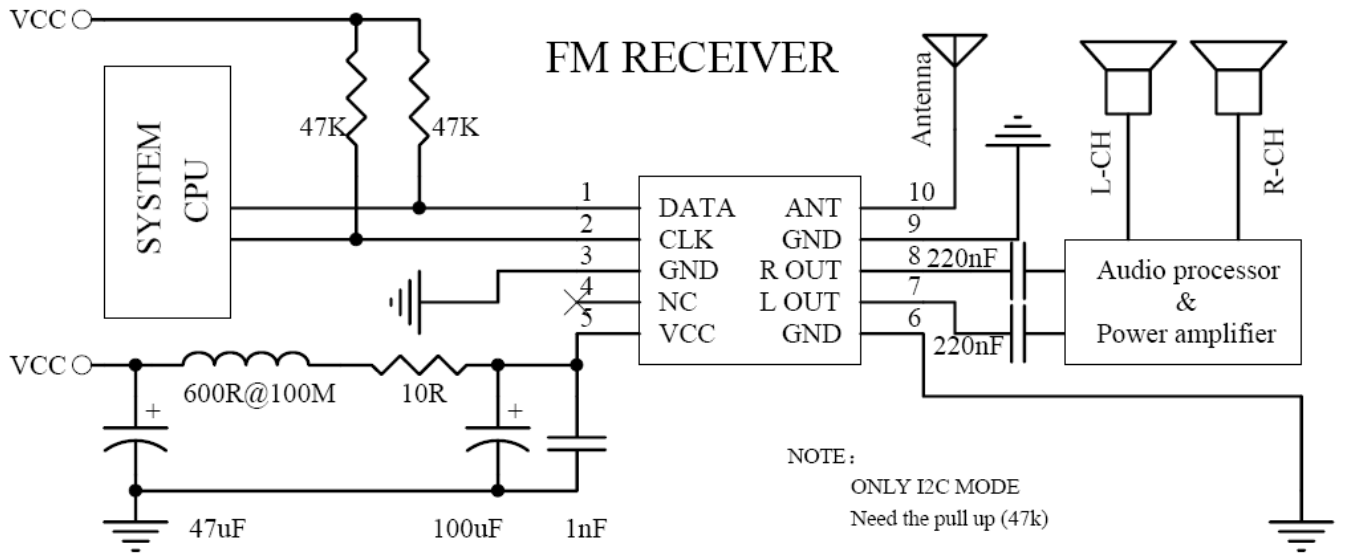 VCC
FM RECEIVER
SYSTEM
CPU
47K
47K
Antenna
L-CH
R-CH
1
2
3
4
5
DATA
CLK
GND
NC
VCC
ANT
GND
R OUT
L OUT
GND
10
9
8
7
6
220nF
220nF
Audio processor
&
Power amplifier
VCC
600R@100M
10R
+
+
47uF
100uF
1nF
NOTE:
ONLY I2C MODE
Need the pull up (47k)